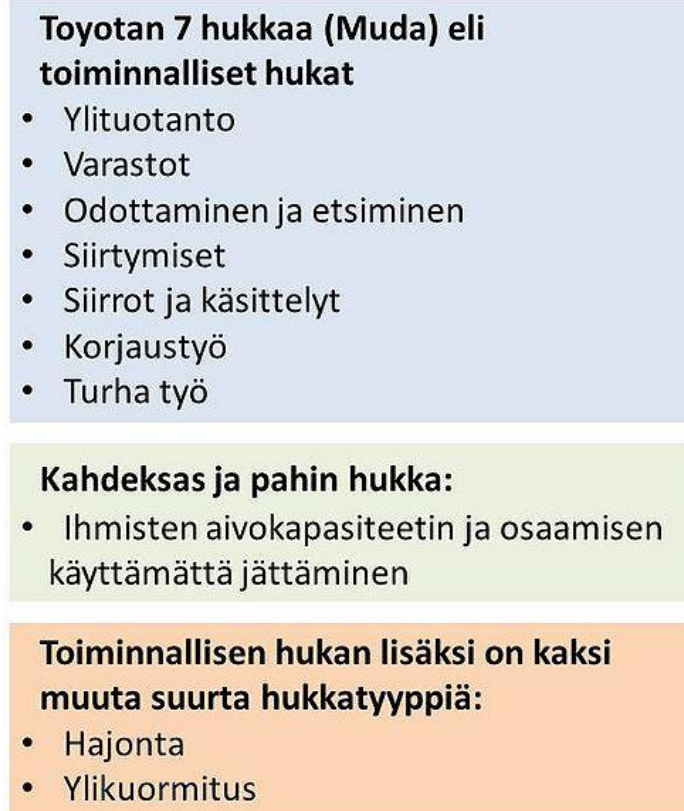 Toyotan 7 hukkaa (Muda) eli
toiminnalliset hukat
• Ylituotanto
• Varastot
• Odottaminen ja etsiminen
• Siirtymiset
• Siirrot ja käsittelyt
• Korjaustyö
• Turha työ
Kahdeksas ja pahin hukka:
• Ihmisten aivokapasiteetin ja osaamisen
käyttämättä jättäminen
Toiminnallisen hukan lisäksi on kaksi
muuta suurta hukkatyyppiä:
• Hajonta
• Ylikuormitus